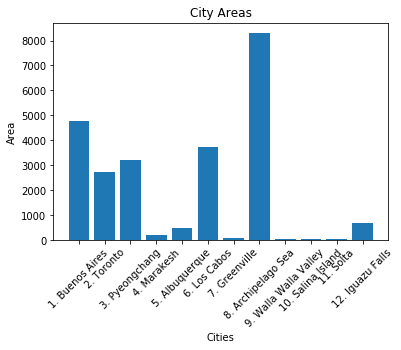 City Areas
Area
8000
7000
6000
5000
4000
3000
2000
1000
0
1. Buenos Aires
2. Toronto
3. Pyeongchang
4. Marakesh
5. Albuquerque
6. Los Cabos
7. Greenville
8. Archipelago Sea
9. Walla Walla Valley
10. Salina Island
11. Solta
12. Iguazu Falls
Cities